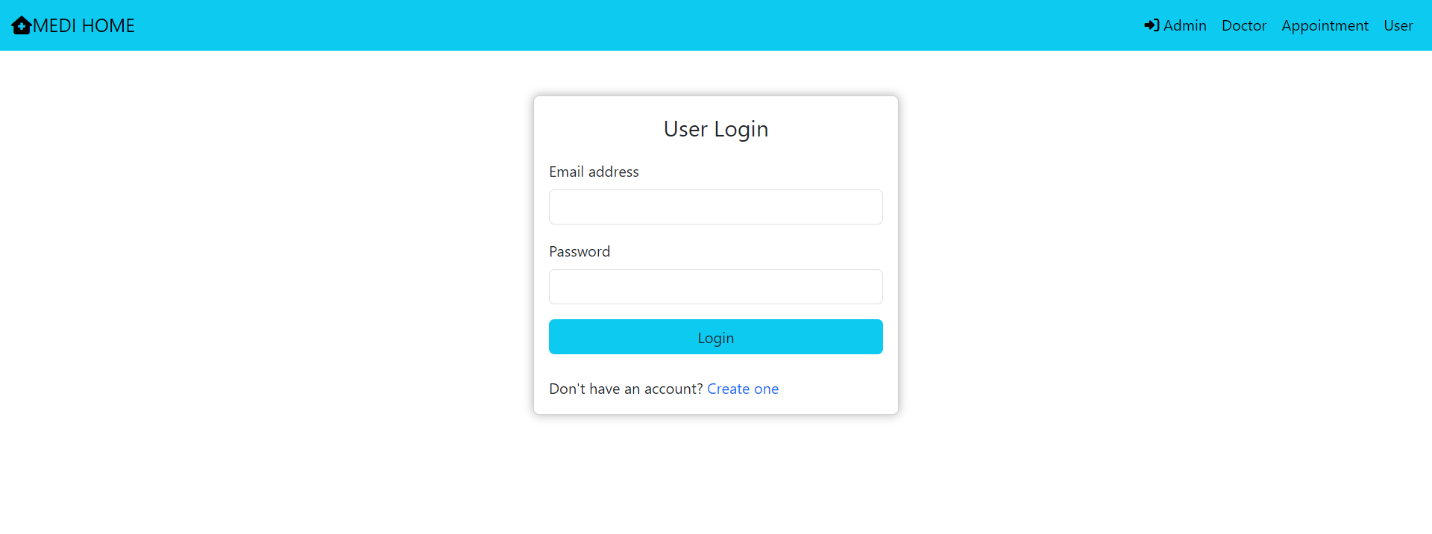 MEDI HOME
Admin Doctor Appointment User
User Login
Email address
Password
Login
Don't have an account? Create one